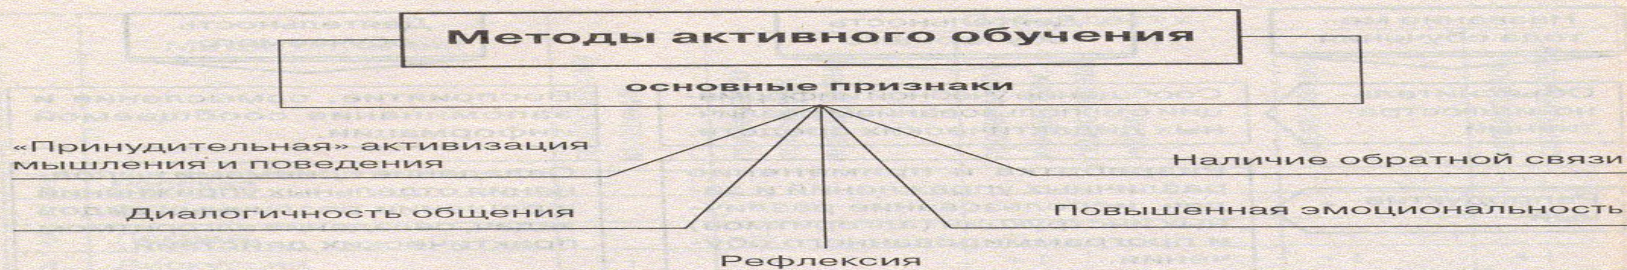 Методы активного обучения
основные признаки
«Принудительная» активизация
мышления и поведения
Наличие обратной связи
Диалогичность общения
Повышенная эмоциональность
Рефлексия